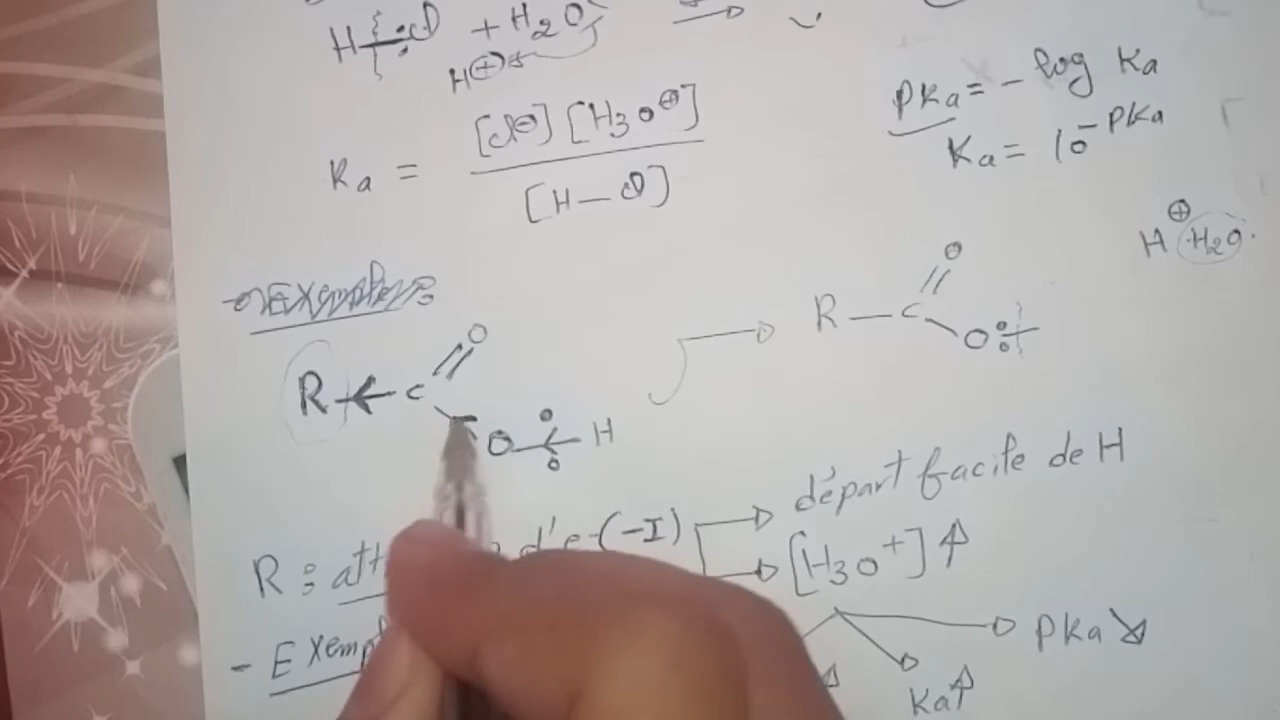 H — Cl + H2O →
H⊕
pKa = - log Ka
Ka = 10^-pKa
Ka = [Cl⊖] [H3O⊕] / [H—Cl]
H⊕ H2O.
→ Exemples:
R ← C = O
O — H
R — C = O
O
R : att d'e- (-I)
départ facile de H
[H3O+] ↑
- Exemp
pKa ↘
Ka ↑